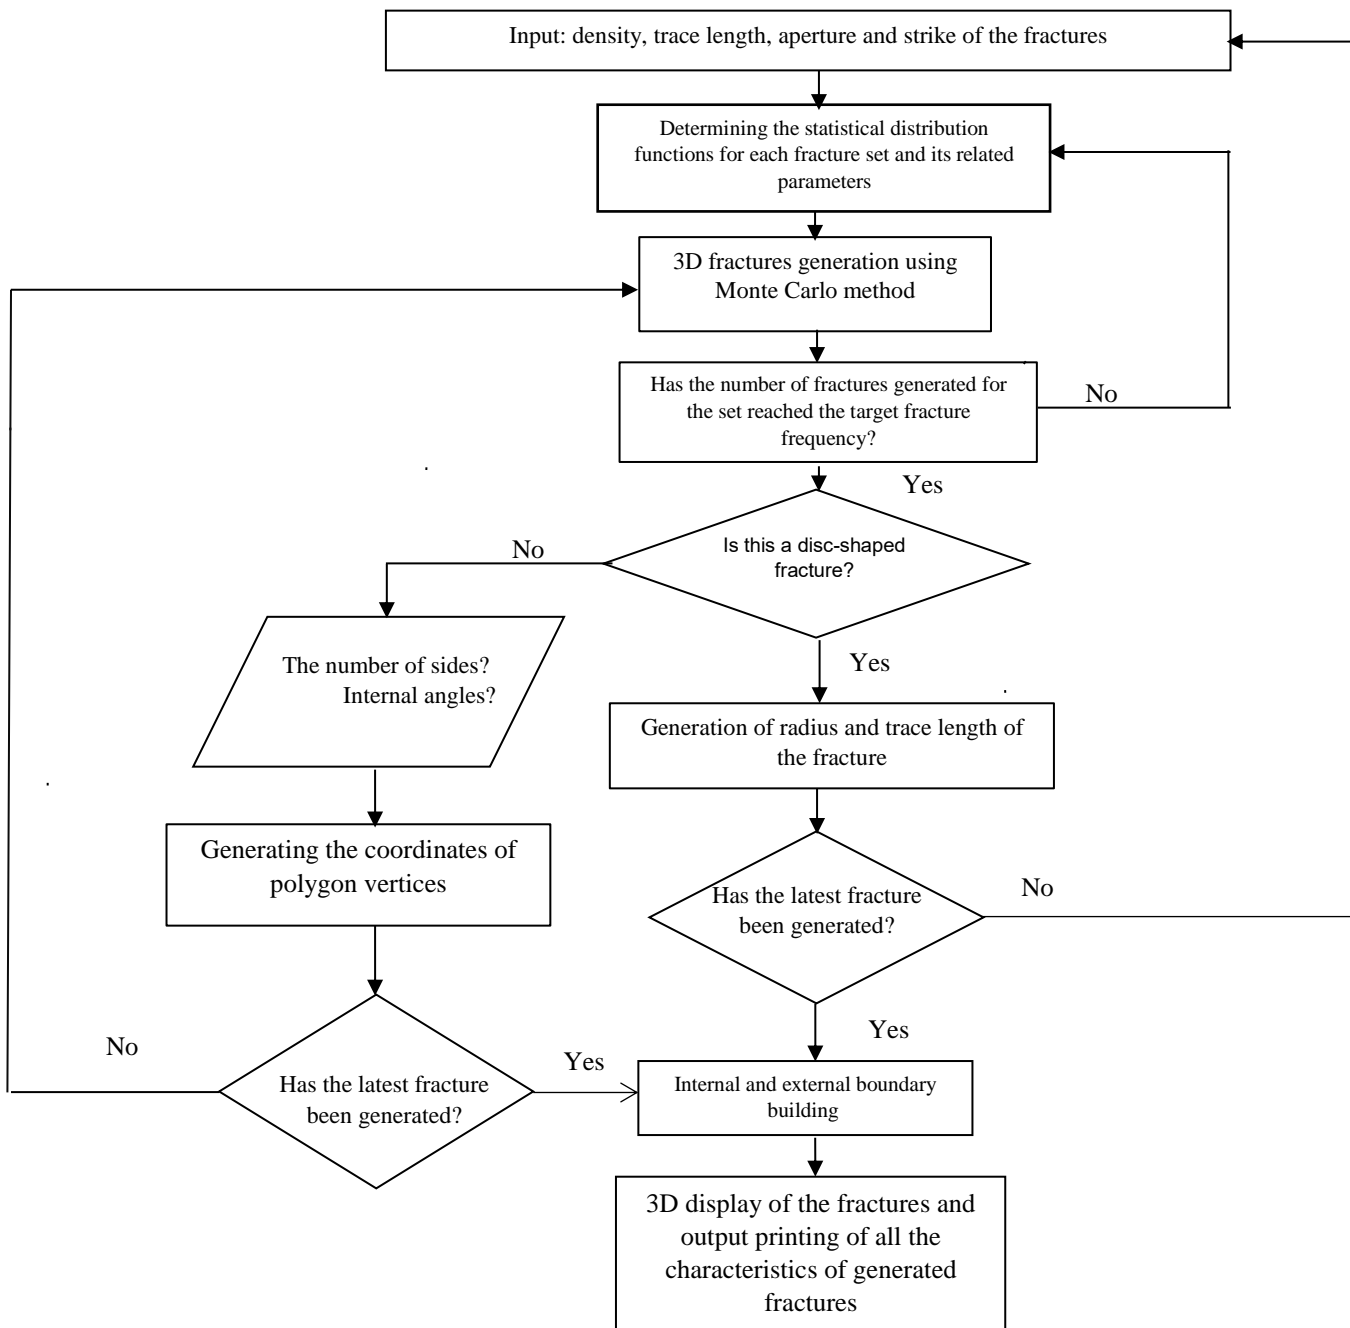 Input: density, trace length, aperture and strike of the fractures
Determining the statistical distribution
functions for each fracture set and its related
parameters
3D fractures generation using
Monte Carlo method
Has the number of fractures generated for
the set reached the target fracture
frequency?
No
Yes
Is this a disc-shaped
fracture?
No
Yes
The number of sides?
Internal angles?
Generation of radius and trace length of
the fracture
Generating the coordinates of
polygon vertices
Has the latest fracture
been generated?
No
Yes
No
Has the latest fracture
been generated?
Yes
Internal and external boundary
building
3D display of the fractures and
output printing of all the
characteristics of generated
fractures